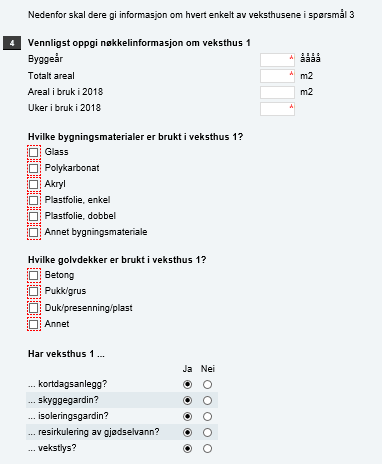 Nedenfor skal dere gi informasjon om hvert enkelt av veksthusene i spørsmål 3
4 Vennligst oppgi nøkkelinformasjon om veksthus 1
Byggeår åååå
Totalt areal m2
Areal i bruk i 2018 m2
Uker i bruk i 2018
Hvilke bygningsmaterialer er brukt i veksthus 1?
Glass
Polykarbonat
Akryl
Plastfolie, enkel
Plastfolie, dobbel
Annet bygningsmateriale
Hvilke golvdekker er brukt i veksthus 1?
Betong
Pukk/grus
Duk/presenning/plast
Annet
Har veksthus 1 ...
Ja Nei
... kortdagsanlegg?
... skyggegardin?
... isoleringsgardin?
... resirkulering av gjødselvann?
... vekstlys?